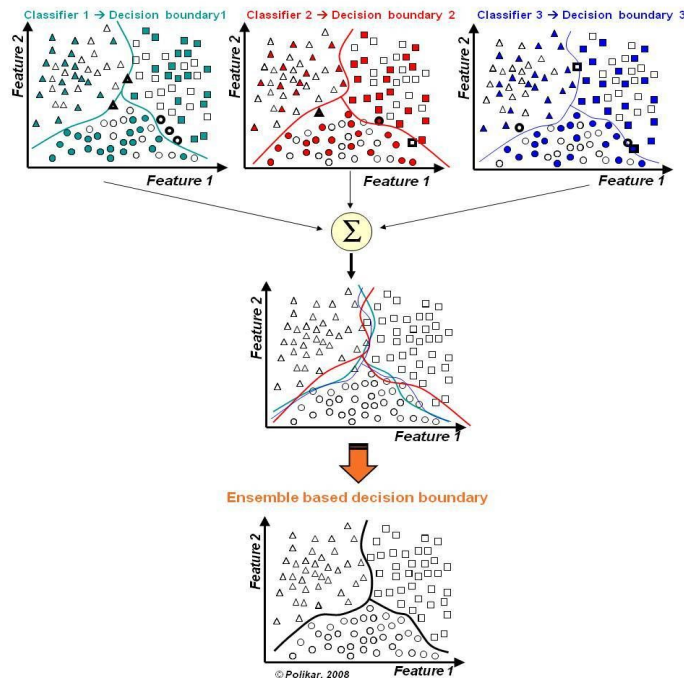 Classifier 1 → Decision boundary1
Classifier 2 → Decision boundary 2
Classifier 3 → Decision boundary 3
Feature 2
Feature 1
Feature 2
Feature 1
Feature 2
Feature 1
Σ
Feature 2
Feature 1
Ensemble based decision boundary
Feature 2
Feature 1
© Polikar, 2008